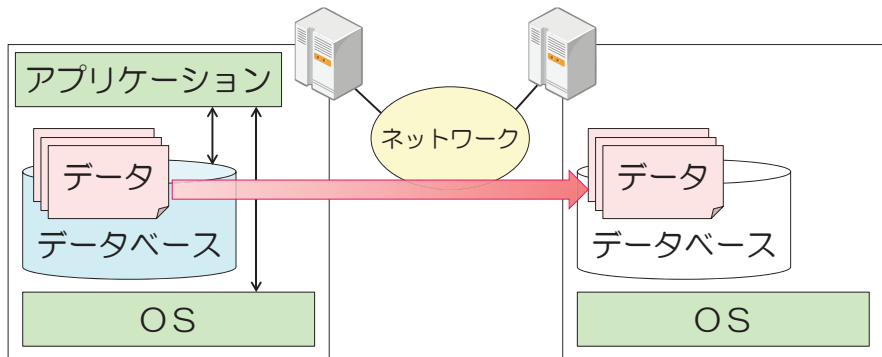 アプリケーション
ネットワーク
データ
データベース
OS
データ
データベース
OS